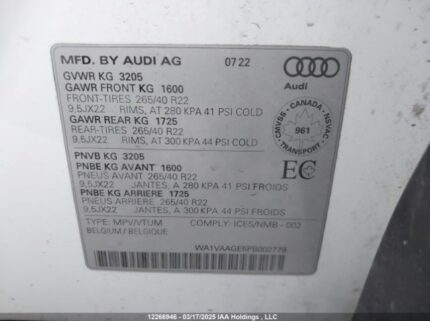 MFD. BY AUDI AG 07 22
Audi
GVWR KG 3205
GAWR FRONT KG 1600
FRONT-TIRES 265/40 R22
9,5JX22 RIMS, AT 280 KPA 41 PSI COLD
GAWR REAR KG 1725
REAR-TIRES 265/40 R22
9,5JX22 RIMS, AT 300 KPA 44 PSI COLD
CMVSS - CANADA - NSVAC
961
TRANSPORT
PNVB KG 3205
PNBE KG AVANT 1600
PNEUS AVANT 265/40 R22
9,5JX22 JANTES, A 280 KPA 41 PSI FROIDS
PNBE KG ARRIERE 1725
PNEUS ARRIERE 265/40 R22
9,5JX22 JANTES, A 300 KPA 44 PSI FROIDS
EC
TYPE: MPV/VTUM COMPLY: ICES/NMB - 002
BELGIUM / BELGIUM
WA1VAAGE5PB002779
12266946 - 03/17/2025 IAA Holdings , LLC